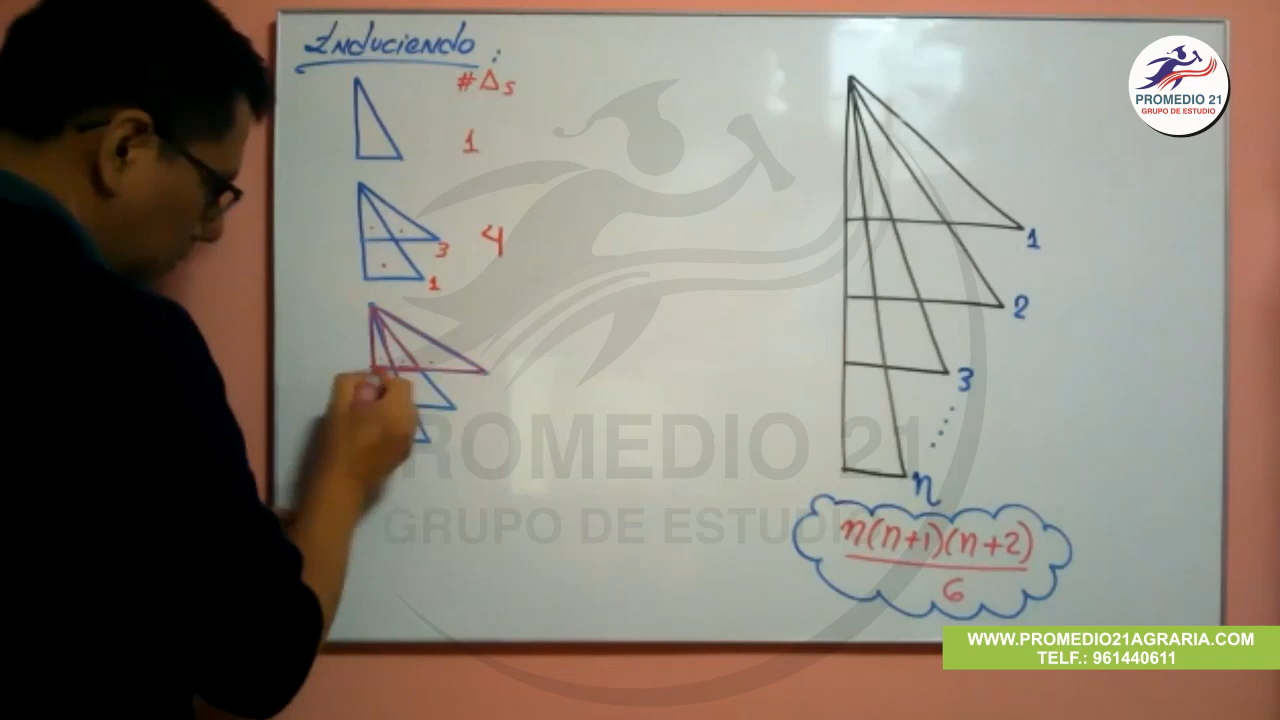 Induciendo :
# Δs
1
4
3
1
1
2
3
n
n(n+1)(n+2)
6
PROMEDIO 21
GRUPO DE ESTUDIO
PROMEDIO 21
GRUPO DE ESTUDIO
WWW.PROMEDIO21AGRARIA.COM
TELF.: 961440611